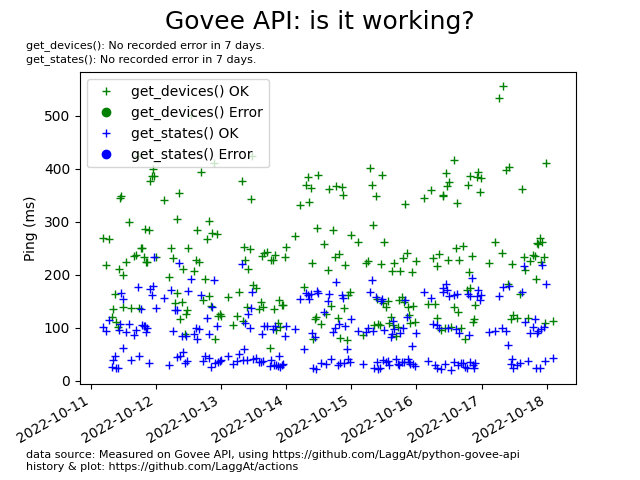 Govee API: is it working?
get_devices(): No recorded error in 7 days.
get_states(): No recorded error in 7 days.
get_devices() OK
get_devices() Error
get_states() OK
get_states() Error
Ping (ms)
500
400
300
200
100
0
2022-10-11
2022-10-12
2022-10-13
2022-10-14
2022-10-15
2022-10-16
2022-10-17
2022-10-18
data source: Measured on Govee API, using https://github.com/LaggAt/python-govee-api
history & plot: https://github.com/LaggAt/actions